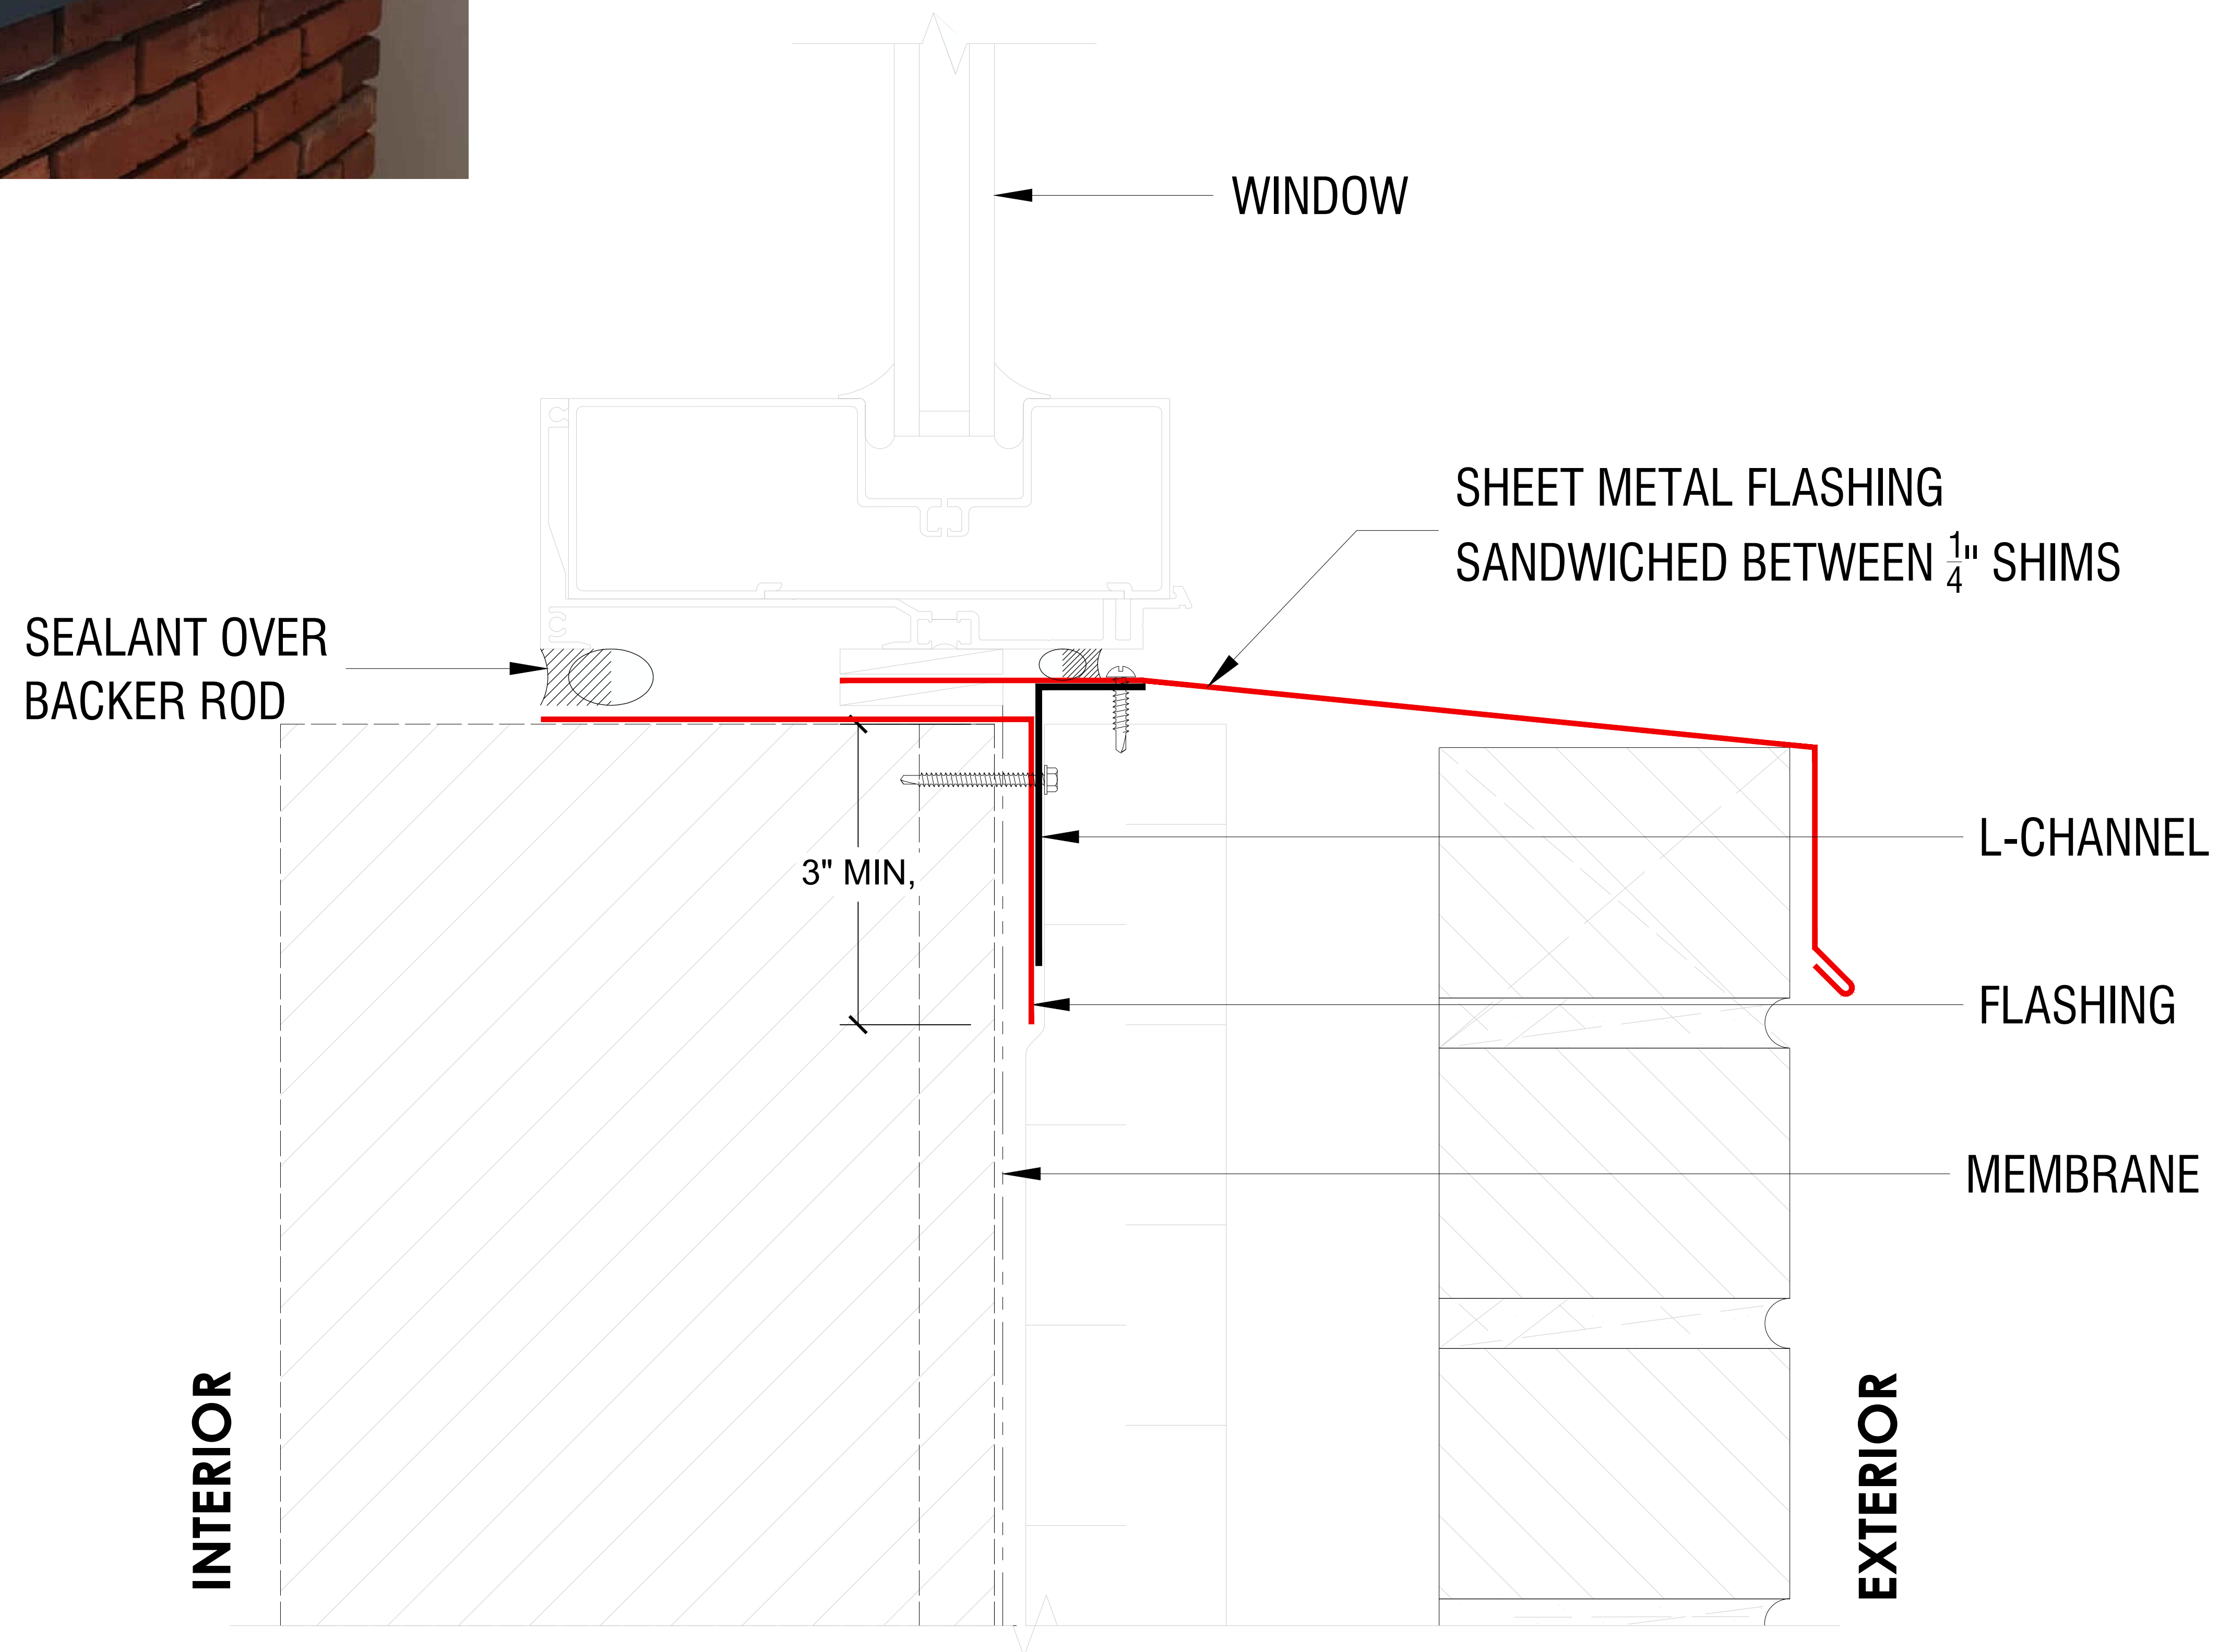 WINDOW
SHEET METAL FLASHING
SANDWICHED BETWEEN 1/4" SHIMS
SEALANT OVER
BACKER ROD
3" MIN,
L-CHANNEL
FLASHING
MEMBRANE
INTERIOR
EXTERIOR